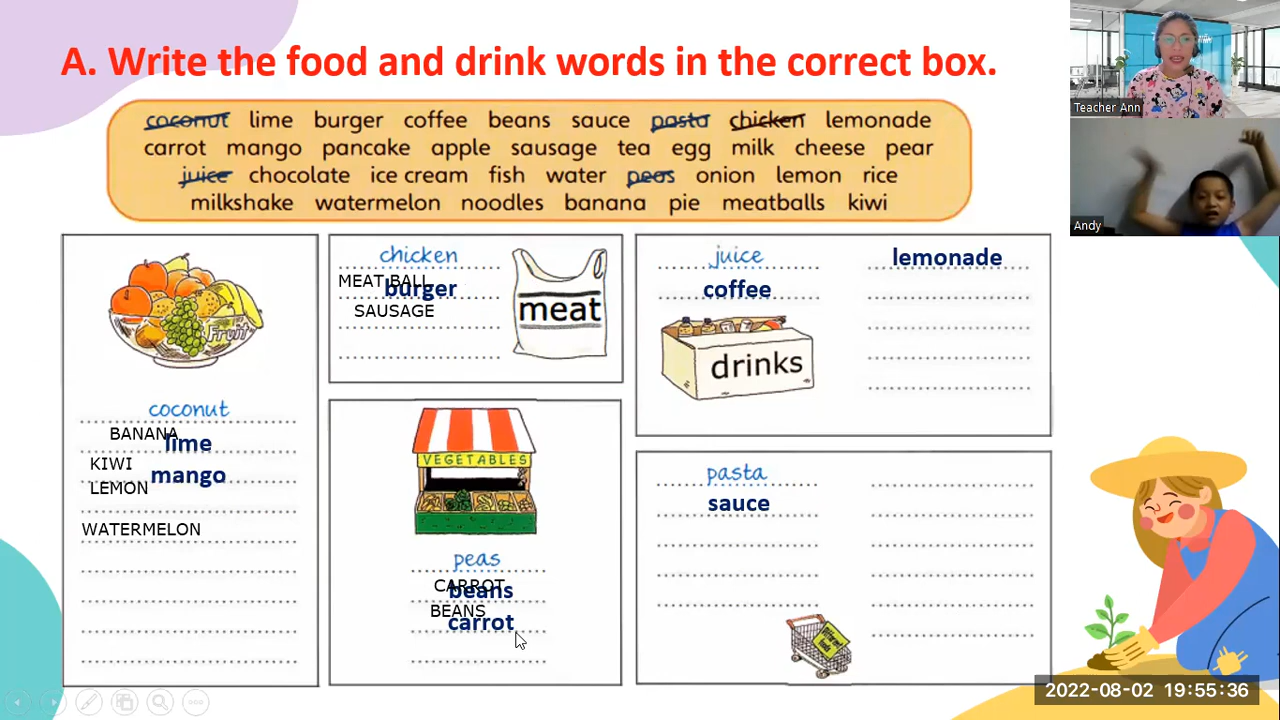 A. Write the food and drink words in the correct box.
coconut lime burger coffee beans sauce pasta chicken lemonade
carrot mango pancake apple sausage tea egg milk cheese pear
juice chocolate ice cream fish water peas onion lemon rice
milkshake watermelon noodles banana pie meatballs kiwi
Teacher Ann
Andy
Fruit
coconut
BANANA
lime
KIWI
mango
LEMON
WATERMELON
chicken
MEAT BALL
burger
SAUSAGE
meat
VEGETABLES
peas
CARROT
beans
BEANS
carrot
juice
lemonade
coffee
drinks
pasta
sauce
Different
foods
2022-08-02 19:55:36